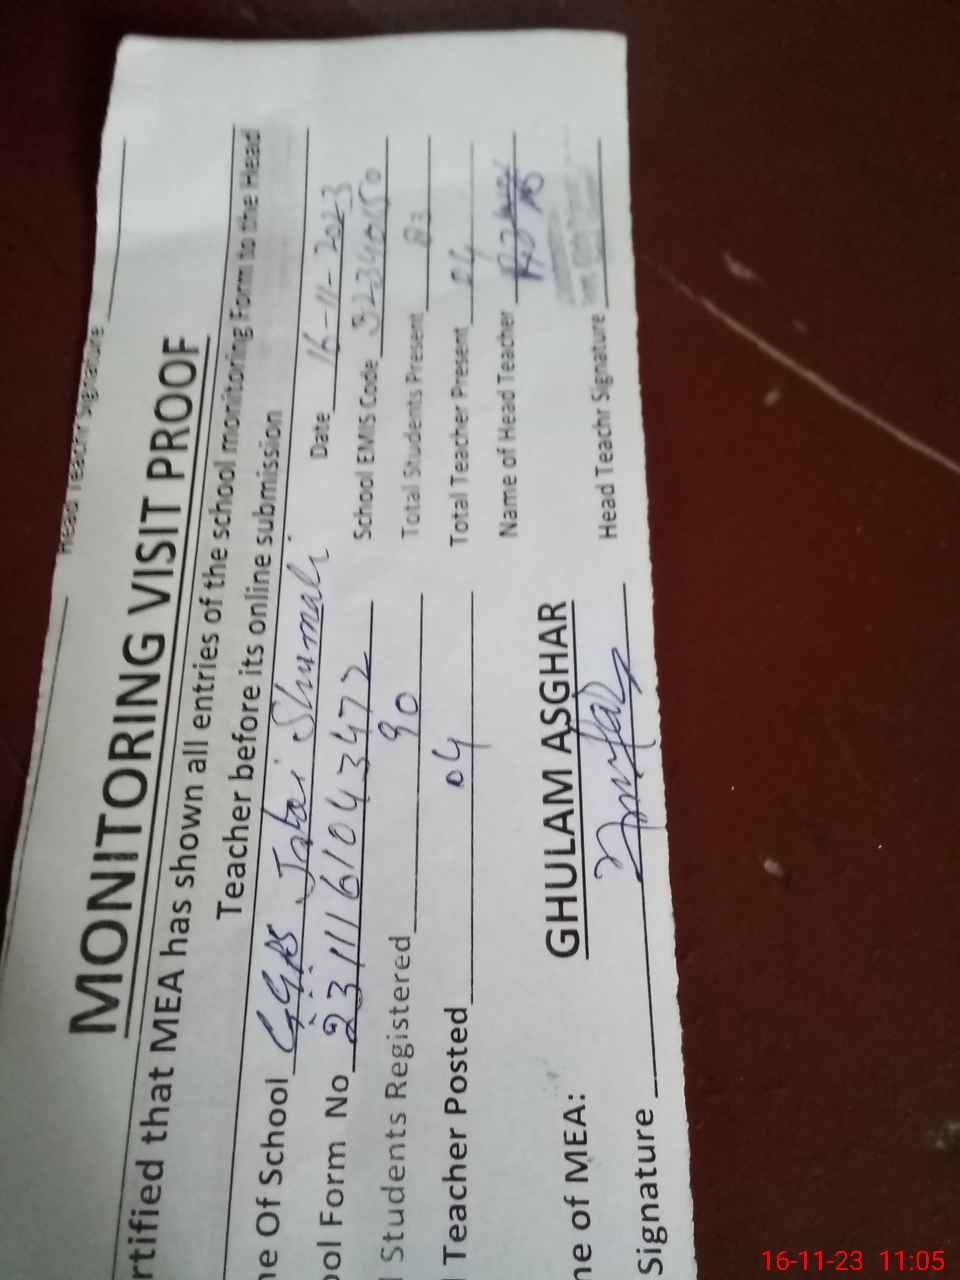 Head Teachr Signature
MONITORING VISIT PROOF
rtified that MEA has shown all entries of the school monitoring Form to the Head
Teacher before its online submission
ne Of School GGPS Shumali
Date 16-11-2023
ool Form No 2311161043472
School EMIS Code
l Students Registered 90
Total Students Present
l Teacher Posted 04
Total Teacher Present 04
Name of Head Teacher
ne of MEA: GHULAM ASGHAR
Signature
Head Teachr Signature
16-11-23 11:05